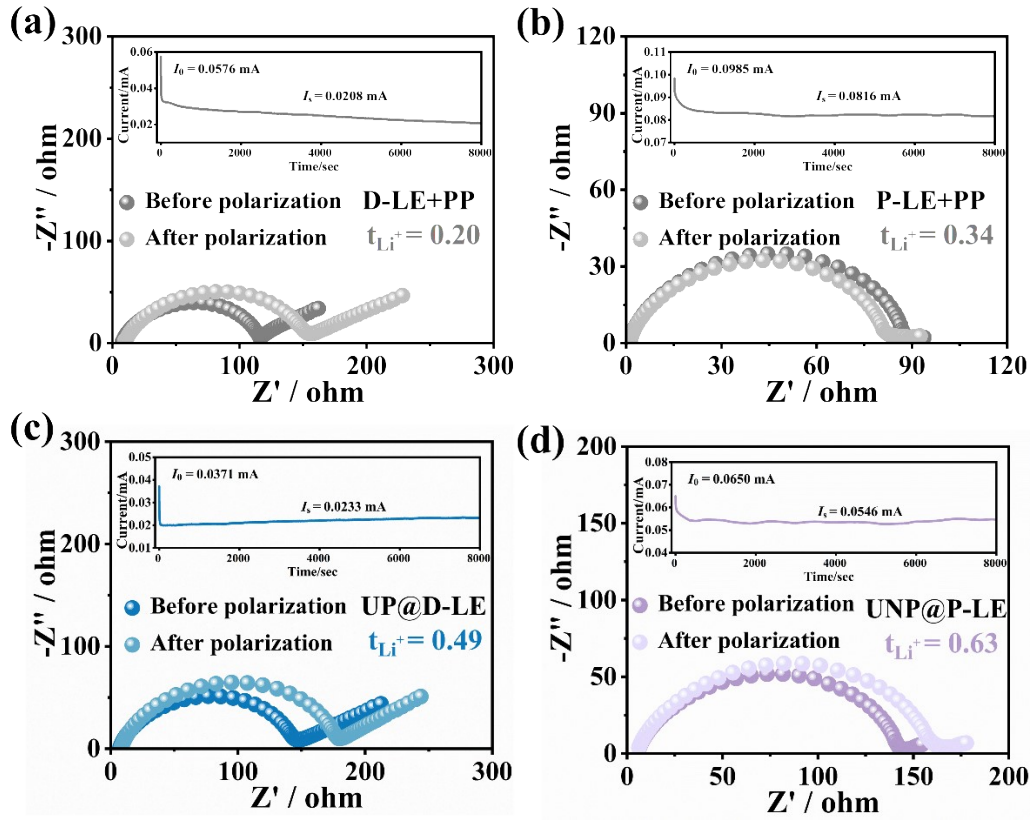 (a)
300
200
100
0
0
100
200
300
-Z'' / ohm
Z' / ohm
0.06
0.04
0.02
Current/mA
I0 = 0.0576 mA
Is = 0.0208 mA
0
2000
4000
6000
8000
Time/sec
Before polarization
D-LE+PP
After polarization
tLi+ = 0.20
(b)
120
90
60
30
0
0
30
60
90
120
-Z'' / ohm
Z' / ohm
0.11
0.10
0.09
0.08
0.07
Current/mA
I0 = 0.0985 mA
Is = 0.0816 mA
0
2000
4000
6000
8000
Time/sec
Before polarization
P-LE+PP
After polarization
tLi+ = 0.34
(c)
300
200
100
0
0
100
200
300
-Z'' / ohm
Z' / ohm
0.05
0.04
0.03
0.02
0.01
Current/mA
I0 = 0.0371 mA
Is = 0.0233 mA
0
2000
4000
6000
8000
Time/sec
Before polarization
UP@D-LE
After polarization
tLi+ = 0.49
(d)
200
150
100
50
0
0
50
100
150
200
-Z'' / ohm
Z' / ohm
0.08
0.07
0.06
0.05
0.04
Current/mA
I0 = 0.0650 mA
Is = 0.0546 mA
0
2000
4000
6000
8000
Time/sec
Before polarization
UNP@P-LE
After polarization
tLi+ = 0.63